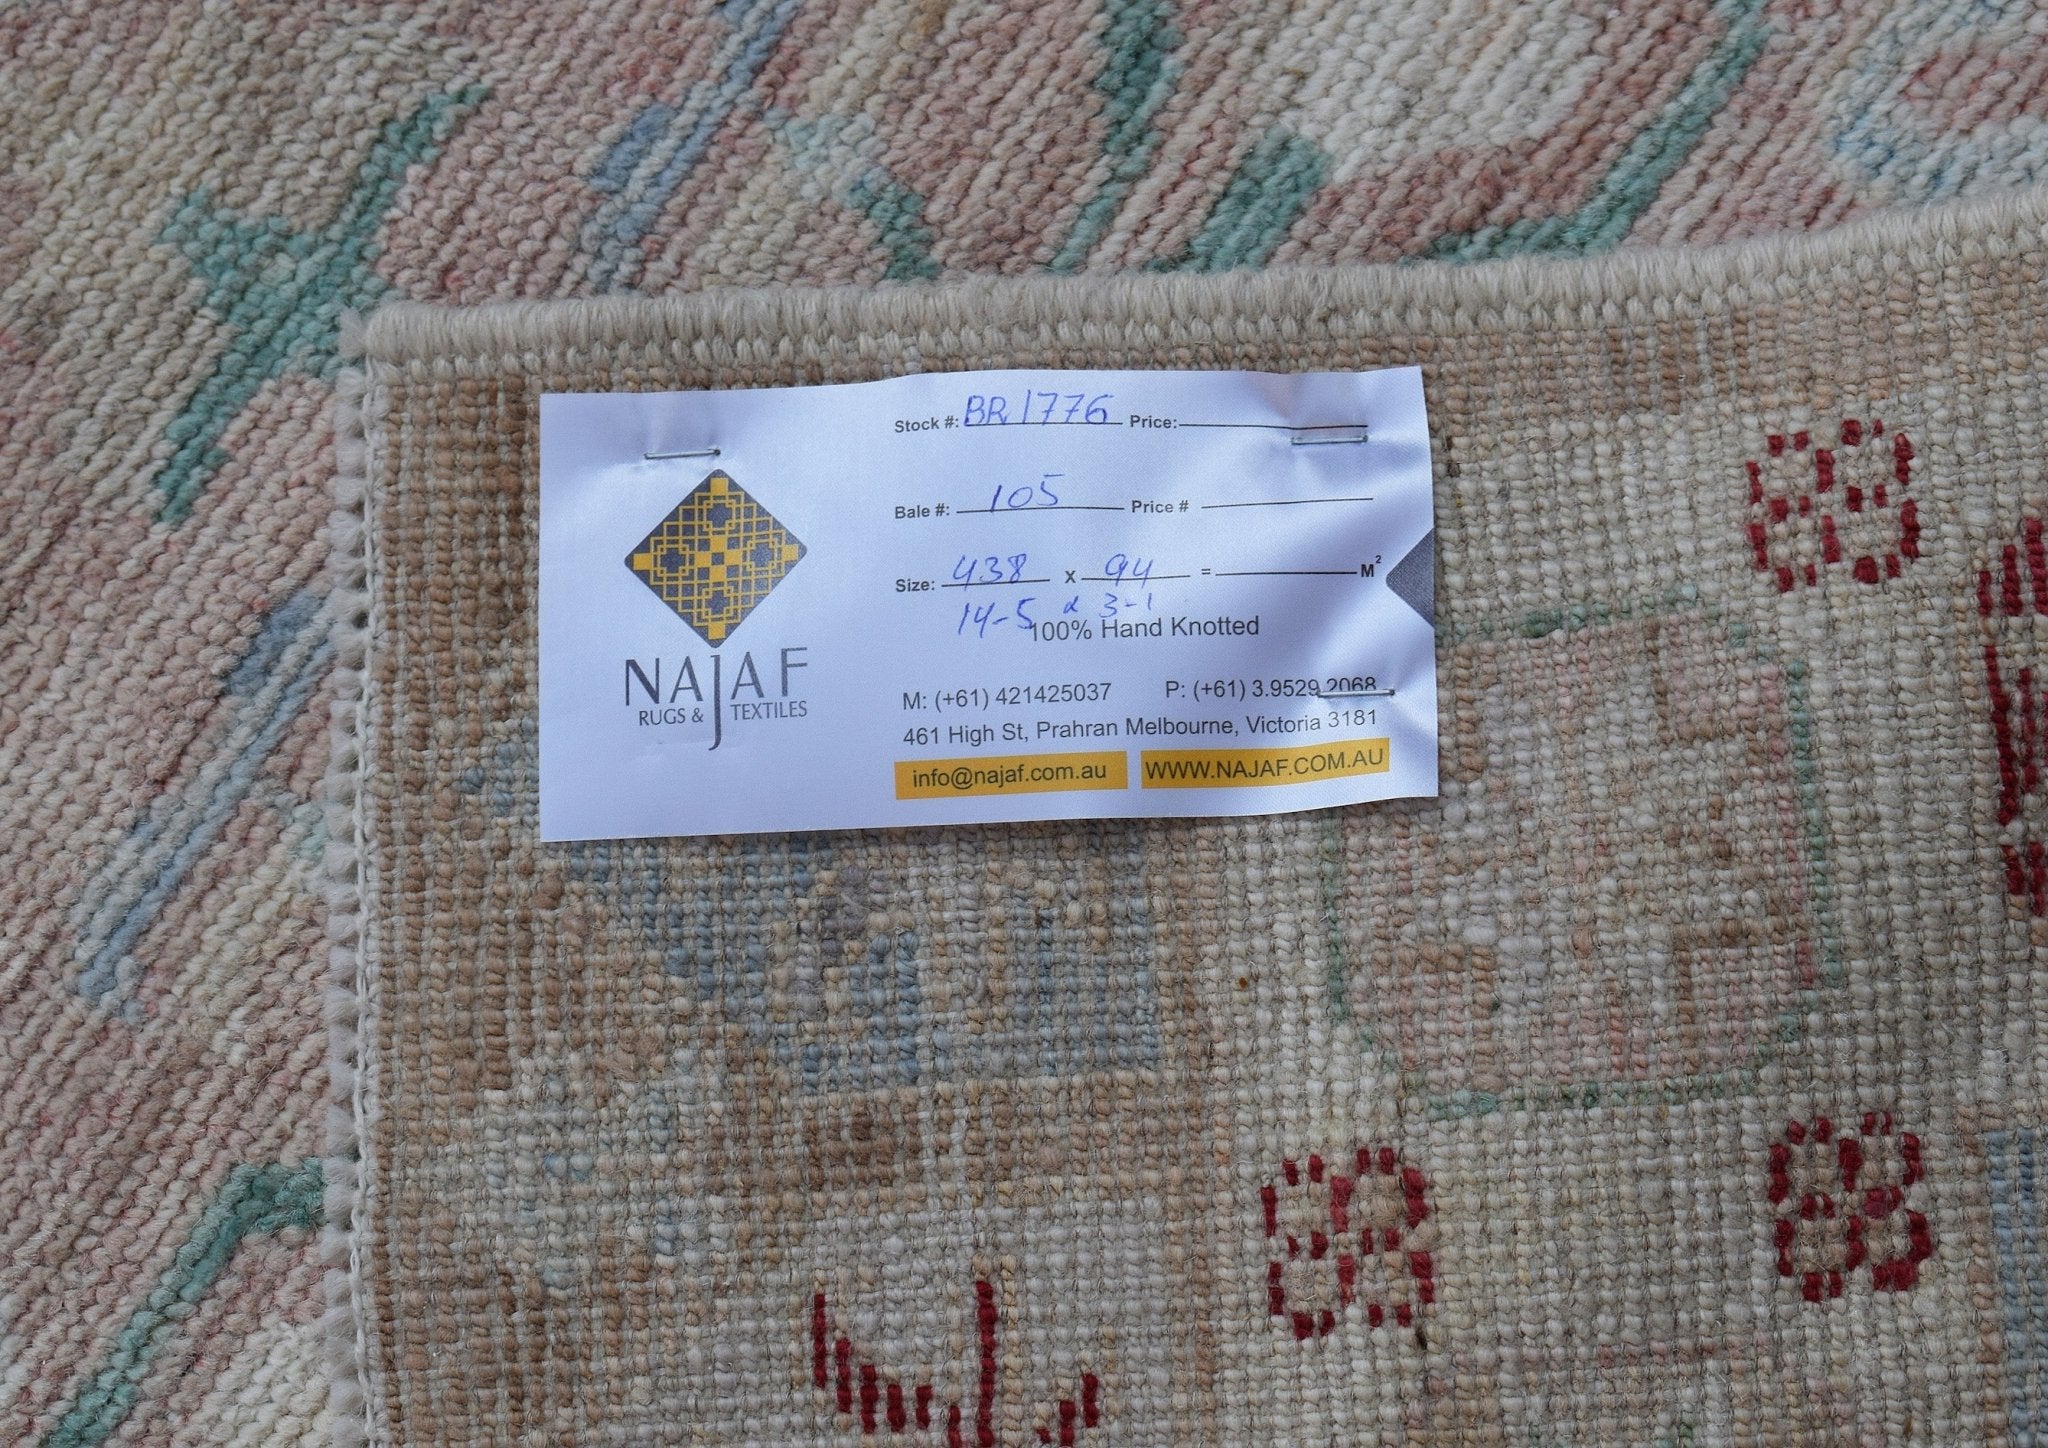 Stock #: BR1776 Price:
Bale #: 105 Price #
Size: 438 x 94 = M²
14-5 x 3-1
100% Hand Knotted
NAJAF
RUGS & TEXTILES
M: (+61) 421425037 P: (+61) 3.9529 2068
461 High St, Prahran Melbourne, Victoria 3181
info@najaf.com.au WWW.NAJAF.COM.AU